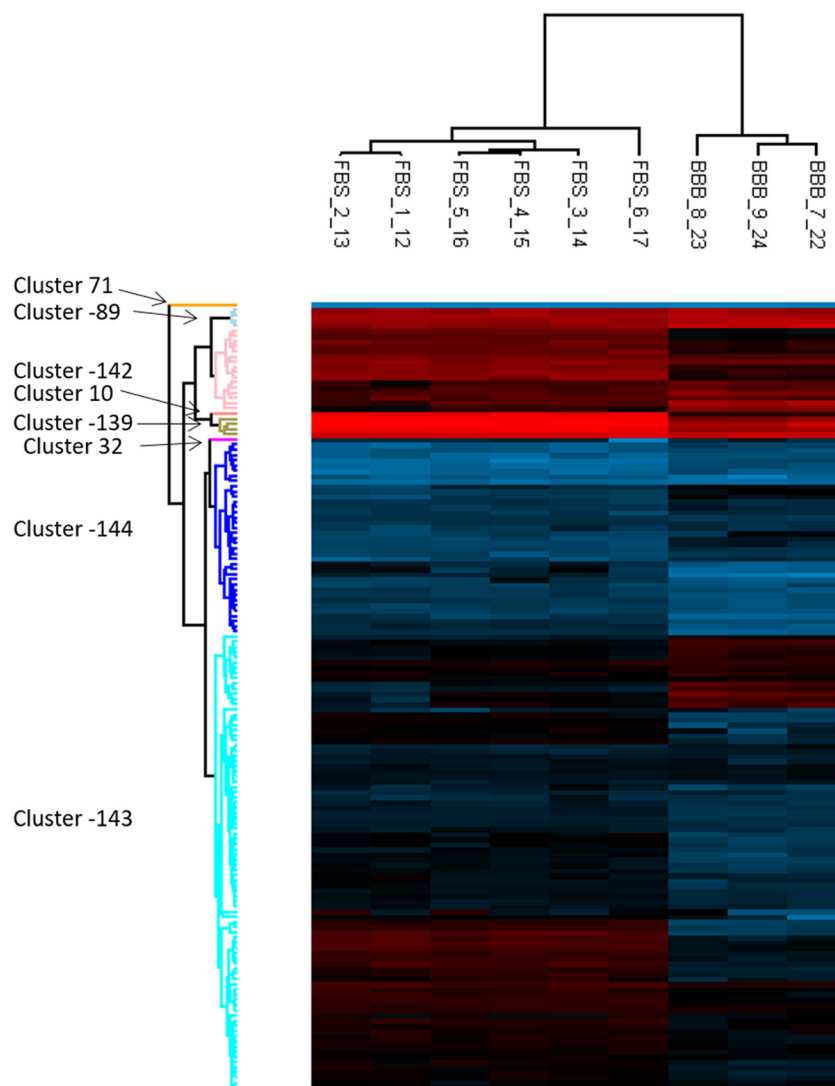 FBS_2_13
FBS_1_12
FBS_5_16
FBS_4_15
FBS_3_14
FBS_6_17
BBB_8_23
BBB_9_24
BBB_7_22
Cluster 71
Cluster -89
Cluster -142
Cluster 10
Cluster -139
Cluster 32
Cluster -144
Cluster -143